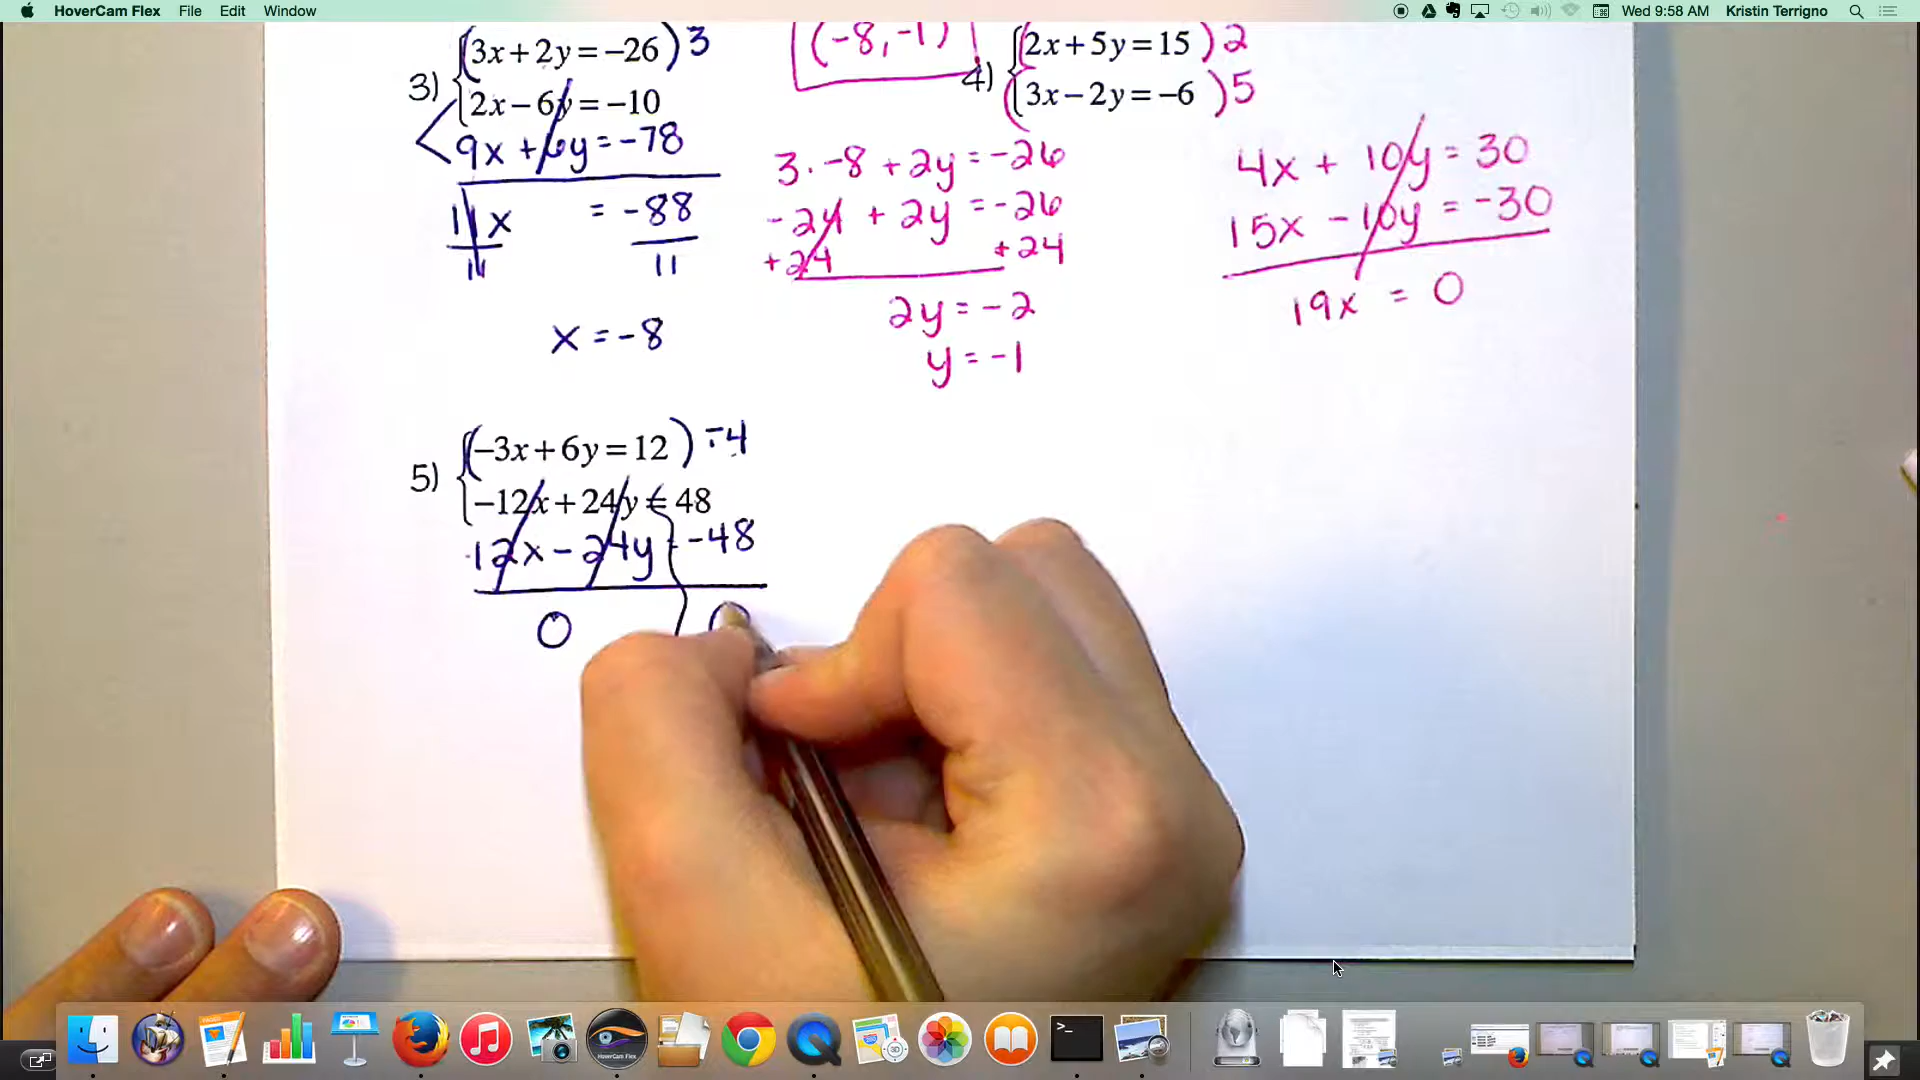 HoverCam Flex File Edit Window Wed 9:58 AM Kristin Terrigno
3)
(3x+2y=−26)3
2x−6y=−10
9x+6y=-78
11x = -88
11 11
x=-8
(-8,-1)
3·-8+2y=-26
-24+2y=-26
+24 +24
2y=-2
y=-1
4)
(2x+5y=15)2
(3x−2y=−6)5
4x+10y=30
15x-10y=-30
19x=0
5)
(−3x+6y=12)-4
−12x+24y=48
12x-24y=-48
0 0